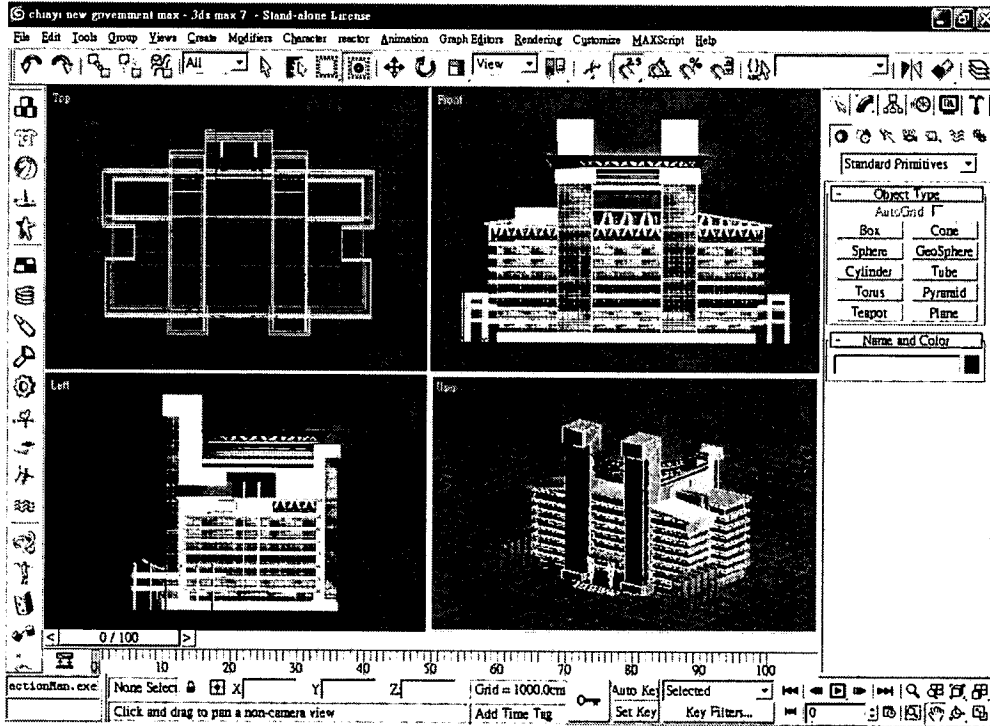 chiayi new government max - 3ds max 7 - Stand-alone License
File Edit Tools Group Views Create Modifiers Character reactor Animation Graph Editors Rendering Customize MAXScript Help
All View
Top Front
Standard Primitives
- Object Type
AutoGrid
Box Cone
Sphere GeoSphere
Cylinder Tube
Torus Pyramid
Teapot Plane
- Name and Color
Left User
< 0 / 100 >
0 10 20 30 40 50 60 70 80 90 100
actionMan.exe None Select X Y Z Grid = 1000.0cm Auto Key Selected
Click and drag to pan a non-camera view Add Time Tag Set Key Key Filters... 0